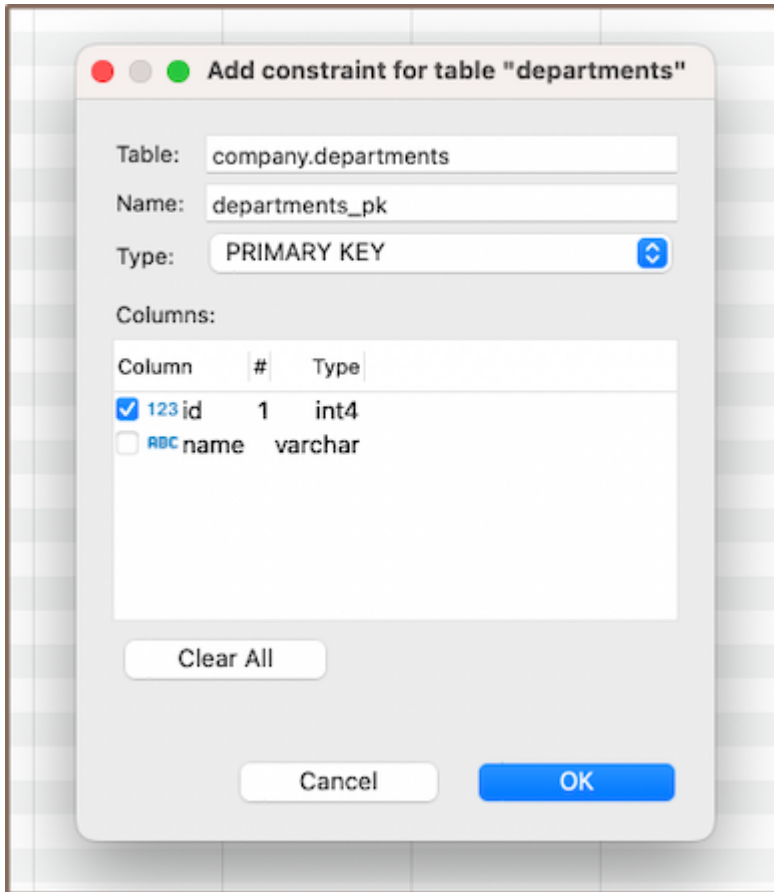 Add constraint for table "departments"
Table: company.departments
Name: departments_pk
Type: PRIMARY KEY
Columns:
Column # Type
123 id 1 int4
ABC name varchar
Clear All
Cancel OK